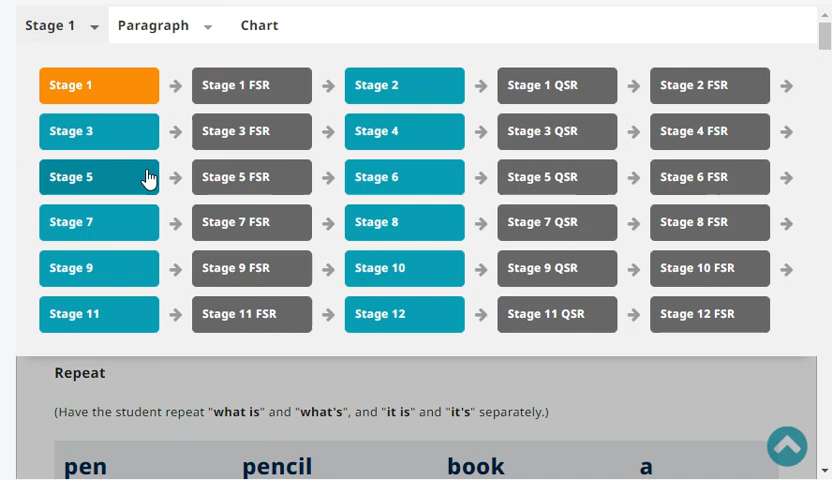 Stage 1 Paragraph Chart
Stage 1 Stage 1 FSR Stage 2 Stage 1 QSR Stage 2 FSR
Stage 3 Stage 3 FSR Stage 4 Stage 3 QSR Stage 4 FSR
Stage 5 Stage 5 FSR Stage 6 Stage 5 QSR Stage 6 FSR
Stage 7 Stage 7 FSR Stage 8 Stage 7 QSR Stage 8 FSR
Stage 9 Stage 9 FSR Stage 10 Stage 9 QSR Stage 10 FSR
Stage 11 Stage 11 FSR Stage 12 Stage 11 QSR Stage 12 FSR
Repeat
(Have the student repeat "what is" and "what's", and "it is" and "it's" separately.)
pen pencil book a